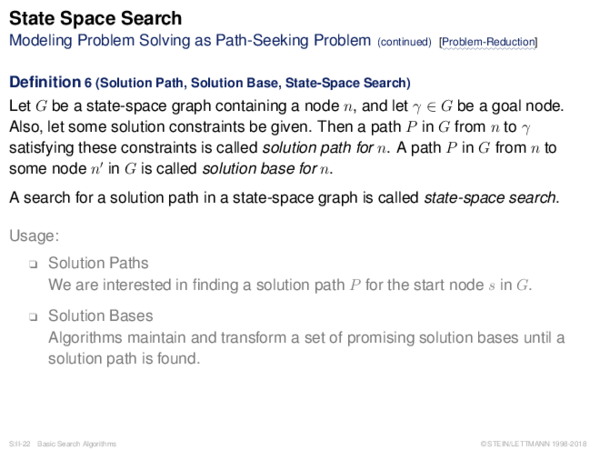 State Space Search
Modeling Problem Solving as Path-Seeking Problem (continued) [Problem-Reduction]
Definition 6 (Solution Path, Solution Base, State-Space Search)
Let G be a state-space graph containing a node n, and let γ ∈ G be a goal node.
Also, let some solution constraints be given. Then a path P in G from n to γ
satisfying these constraints is called solution path for n. A path P in G from n to
some node n′ in G is called solution base for n.
A search for a solution path in a state-space graph is called state-space search.
Usage:
❏ Solution Paths
We are interested in finding a solution path P for the start node s in G.
❏ Solution Bases
Algorithms maintain and transform a set of promising solution bases until a
solution path is found.
S:II-22 Basic Search Algorithms ©STEIN/LETTMANN 1998-2018